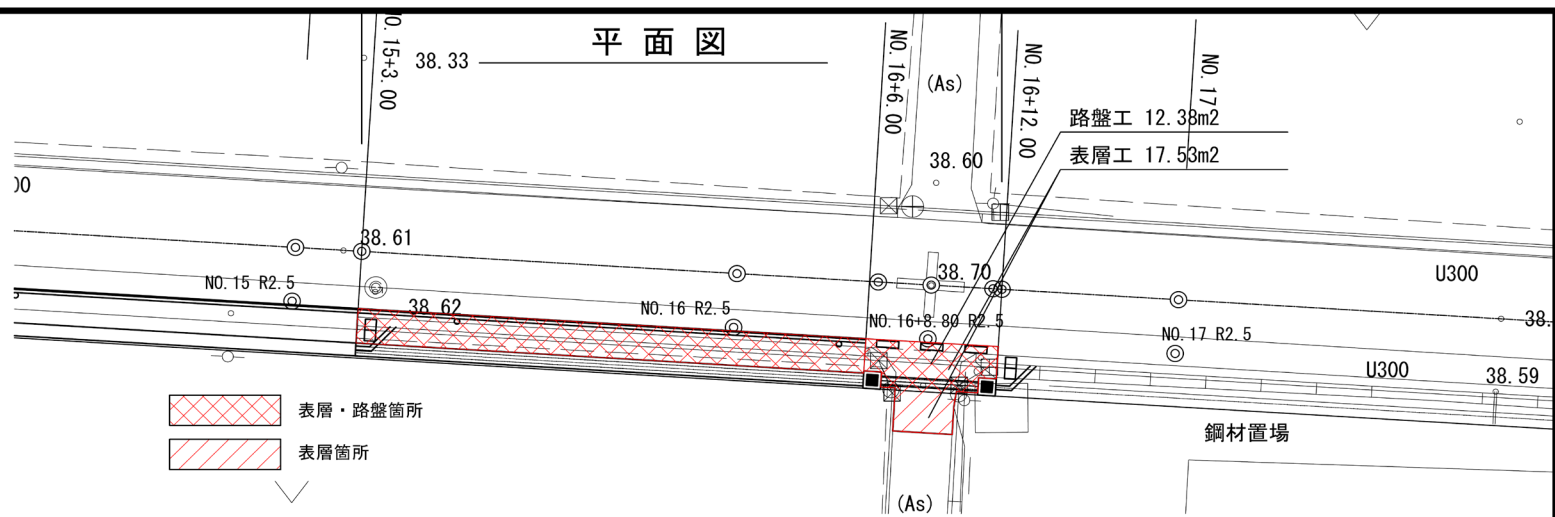 平面図
NO. 15+3.00
38.33
NO. 16+6.00
(As)
NO. 16+12.00
NO. 17
路盤工 12.38m2
表層工 17.53m2
38.60
00
38.61
38.70
U300
NO.15 R2.5
38.62
NO.16 R2.5
NO.16+8.80 R2.5
NO.17 R2.5
38.
U300
38.59
表層・路盤箇所
表層箇所
鋼材置場
(As)